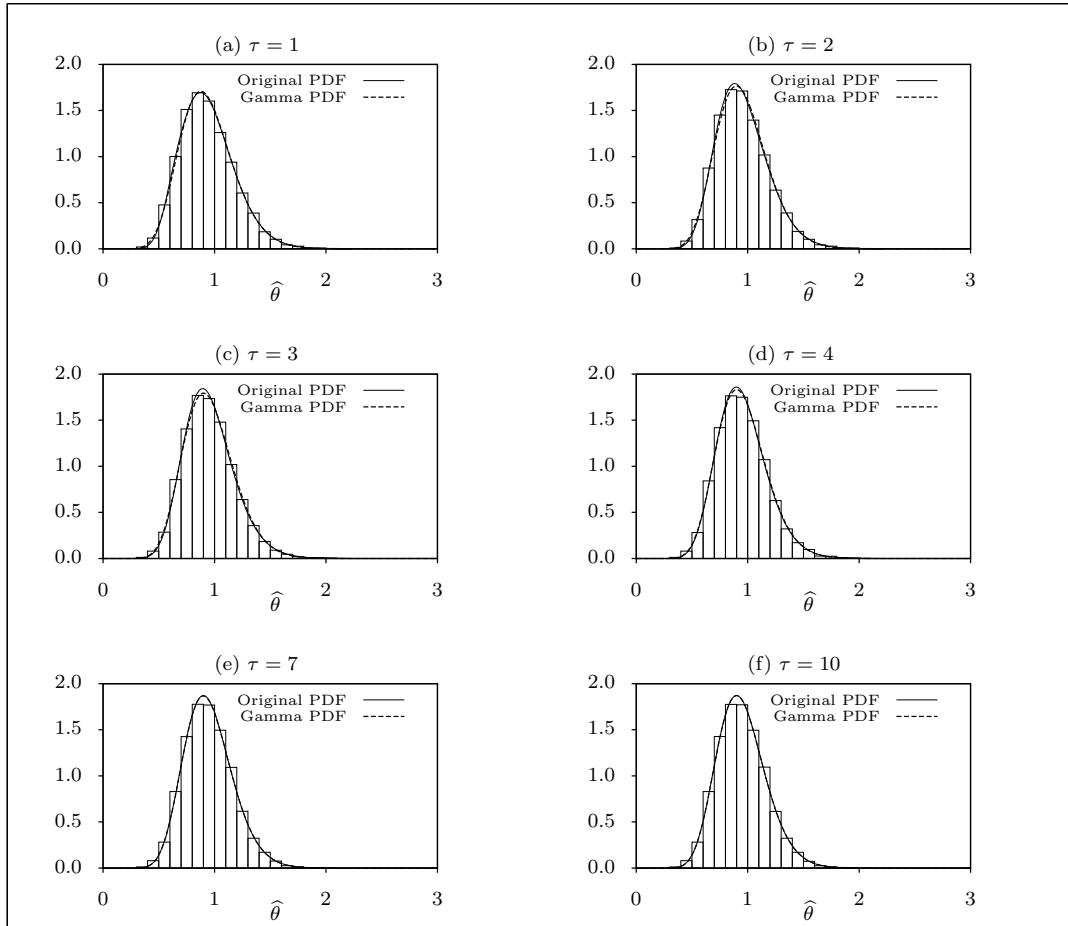 (a) τ = 1
2.0
1.5
1.0
0.5
0.0
Original PDF
Gamma PDF
0 1 2 3
θ̂
(b) τ = 2
2.0
1.5
1.0
0.5
0.0
Original PDF
Gamma PDF
0 1 2 3
θ̂
(c) τ = 3
2.0
1.5
1.0
0.5
0.0
Original PDF
Gamma PDF
0 1 2 3
θ̂
(d) τ = 4
2.0
1.5
1.0
0.5
0.0
Original PDF
Gamma PDF
0 1 2 3
θ̂
(e) τ = 7
2.0
1.5
1.0
0.5
0.0
Original PDF
Gamma PDF
0 1 2 3
θ̂
(f) τ = 10
2.0
1.5
1.0
0.5
0.0
Original PDF
Gamma PDF
0 1 2 3
θ̂